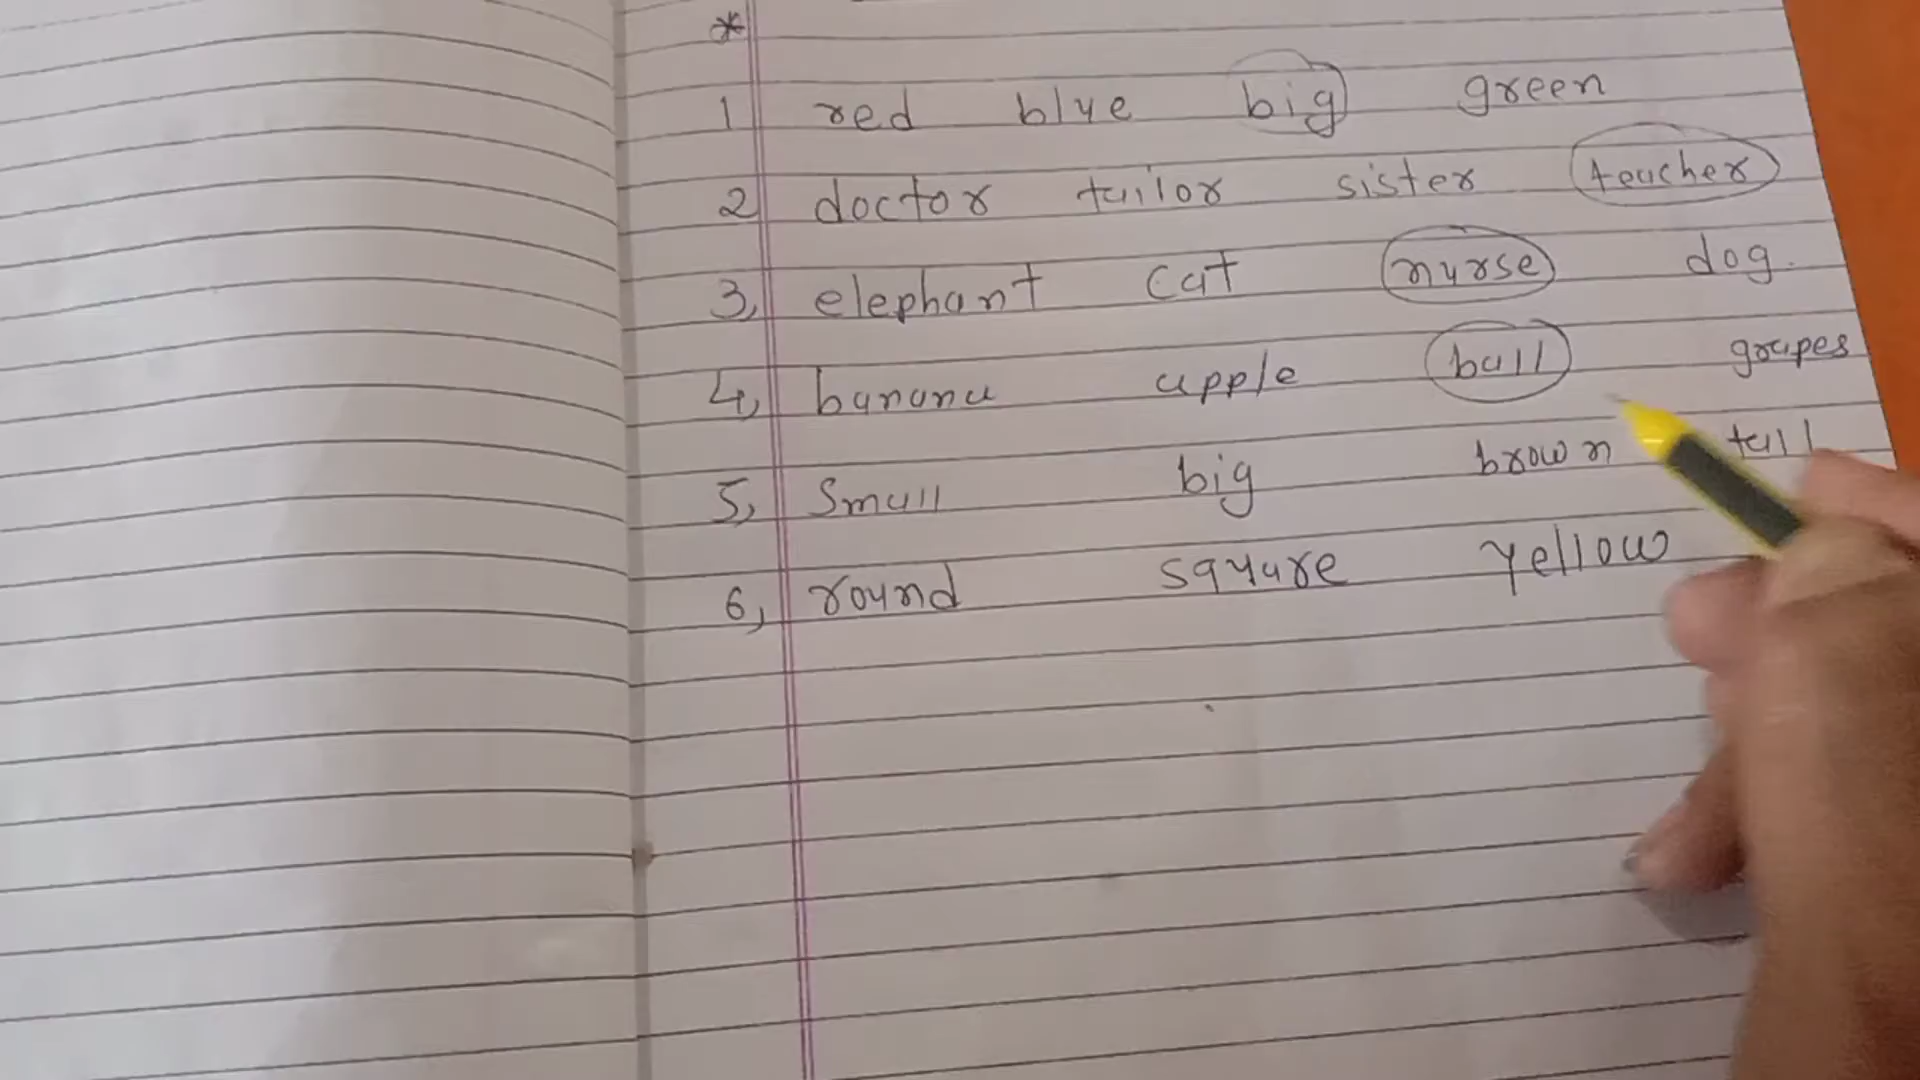 *
1 red blue big green
2 doctor tailor sister teacher
3, elephant cat nurse dog.
4, banana apple ball grapes
5, Small big brown tall
6, round square yellow